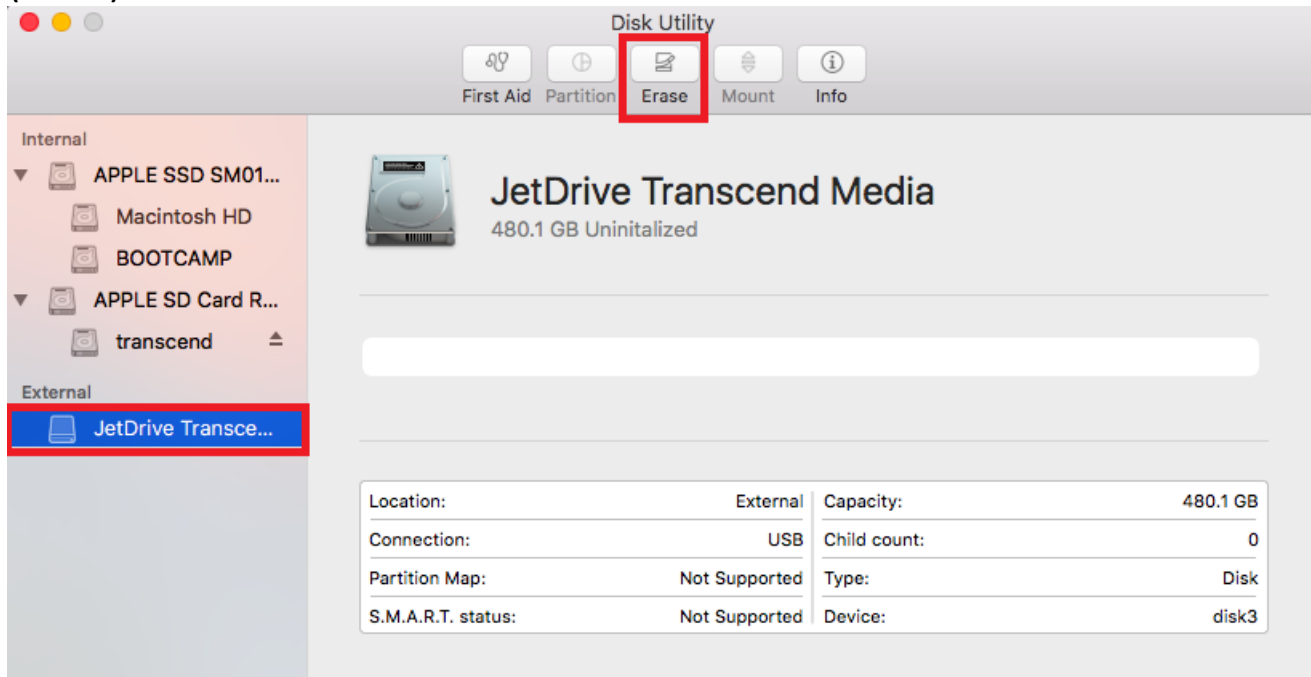 Disk Utility
First Aid Partition Erase Mount Info
Internal
APPLE SSD SM01...
Macintosh HD
BOOTCAMP
APPLE SD Card R...
transcend
External
JetDrive Transce...
JetDrive Transcend Media
480.1 GB Uninitalized
Location: External Capacity: 480.1 GB
Connection: USB Child count: 0
Partition Map: Not Supported Type: Disk
S.M.A.R.T. status: Not Supported Device: disk3